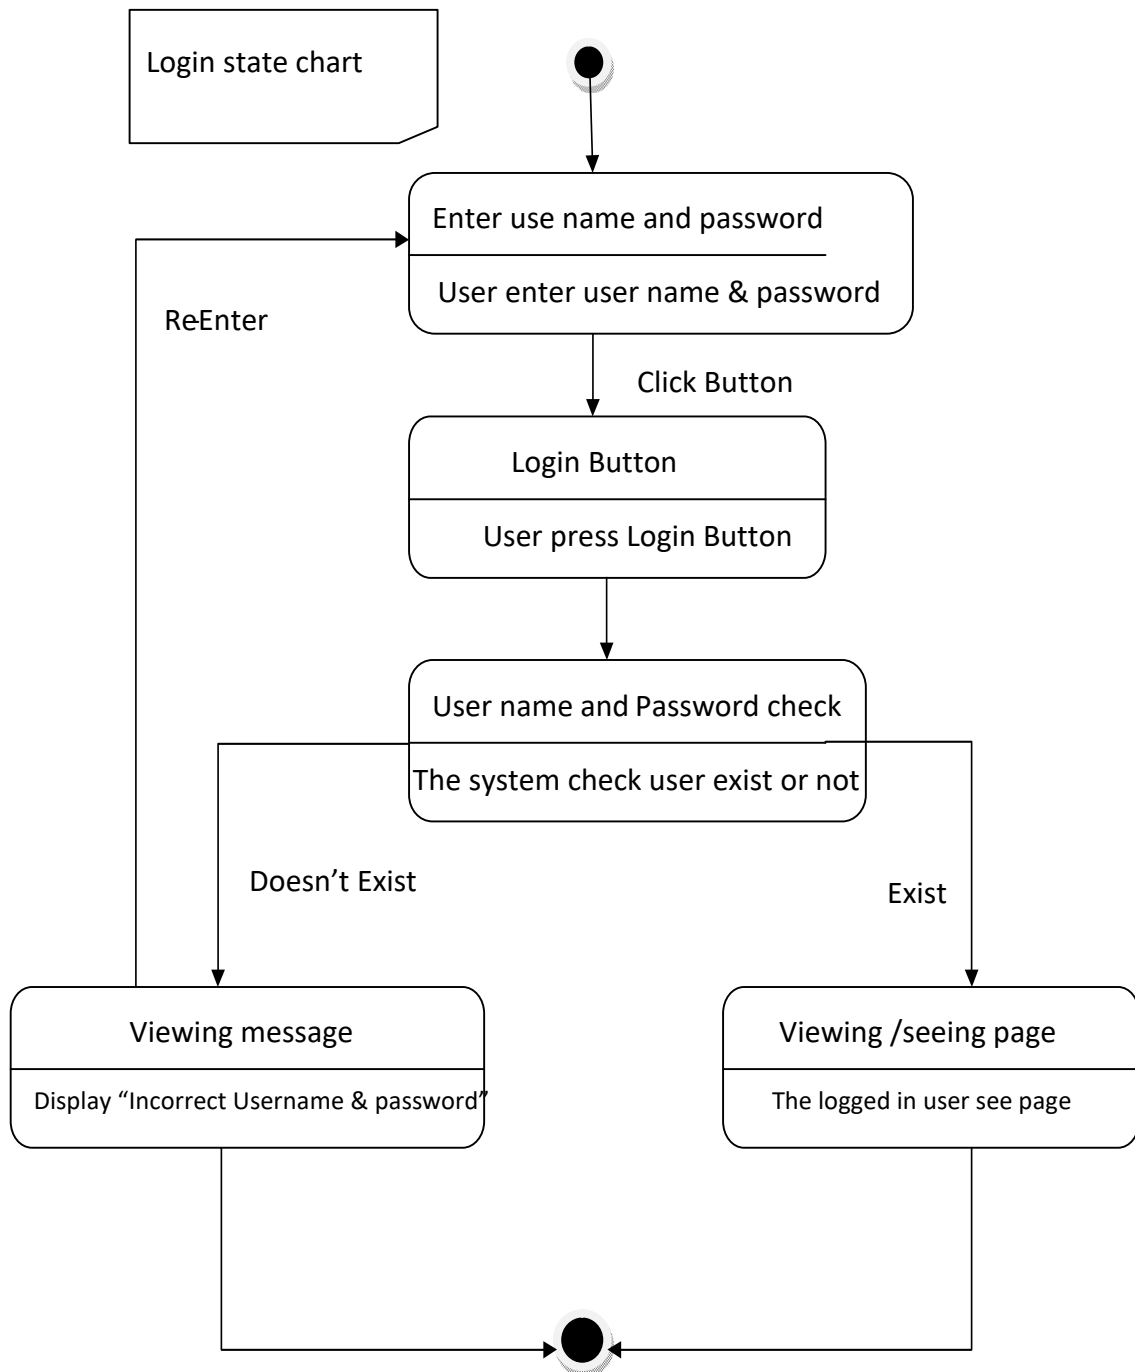 Login state chart
Enter use name and password
User enter user name & password
ReEnter
Click Button
Login Button
User press Login Button
User name and Password check
The system check user exist or not
Doesn’t Exist
Exist
Viewing message
Display “Incorrect Username & password”
Viewing /seeing page
The logged in user see page